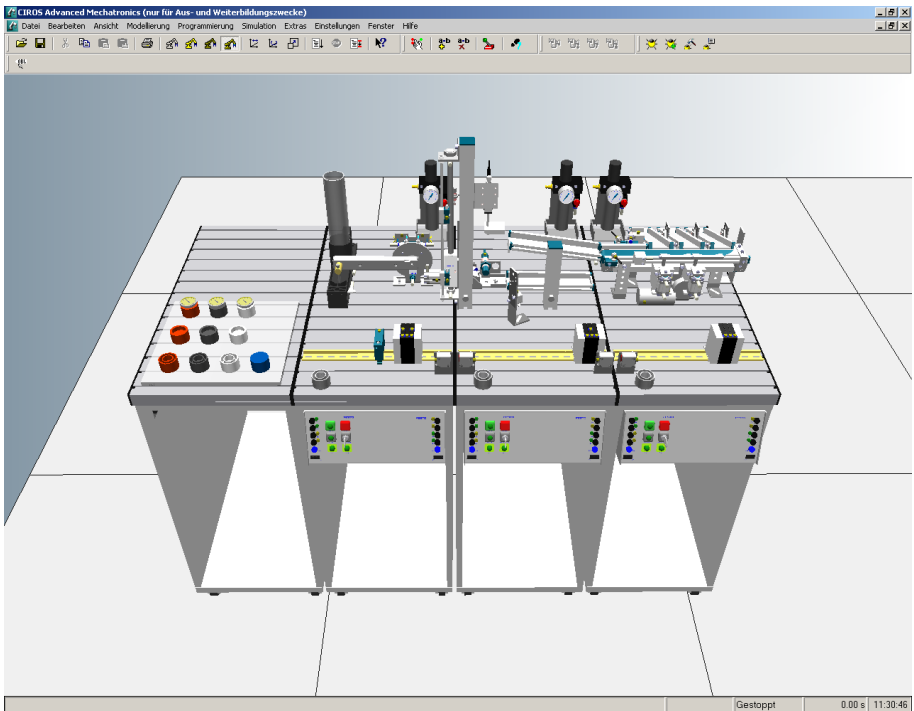 CIROS Advanced Mechatronics (nur für Aus- und Weiterbildungszwecke)
Datei Bearbeiten Ansicht Modellierung Programmierung Simulation Extras Einstellungen Fenster Hilfe
Gestoppt 0.00 s 11:30:46